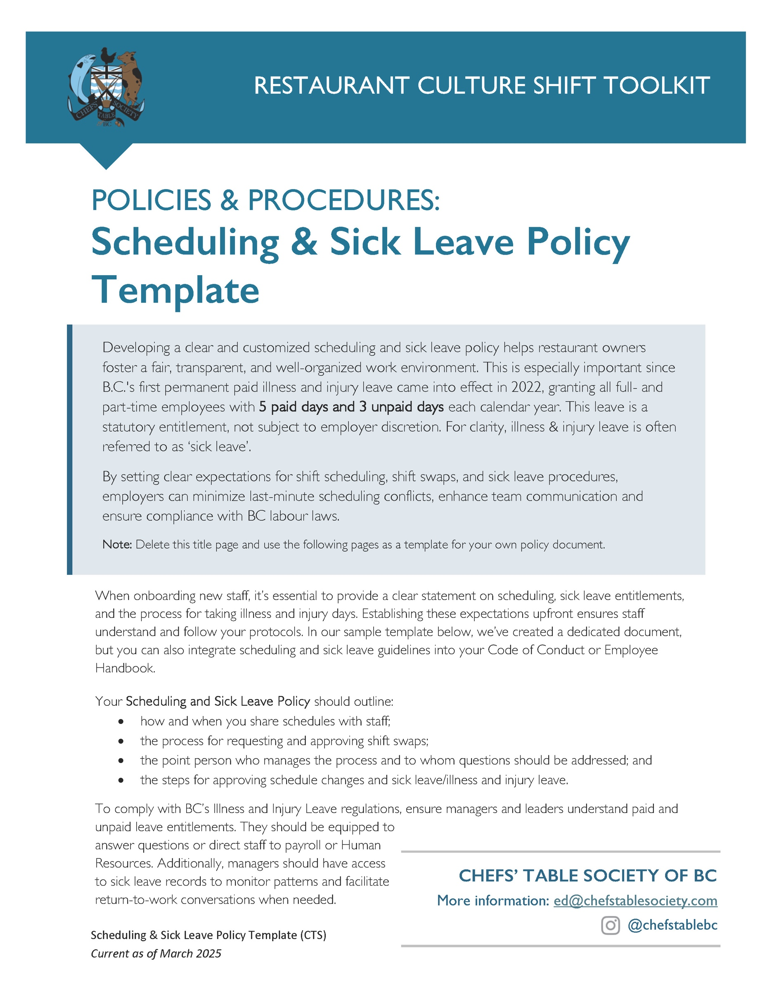 CHEFS' TABLE SOCIETY
BC
RESTAURANT CULTURE SHIFT TOOLKIT
POLICIES & PROCEDURES:
Scheduling & Sick Leave Policy
Template
Developing a clear and customized scheduling and sick leave policy helps restaurant owners
foster a fair, transparent, and well-organized work environment. This is especially important since
B.C.'s first permanent paid illness and injury leave came into effect in 2022, granting all full- and
part-time employees with 5 paid days and 3 unpaid days each calendar year. This leave is a
statutory entitlement, not subject to employer discretion. For clarity, illness & injury leave is often
referred to as ‘sick leave’.
By setting clear expectations for shift scheduling, shift swaps, and sick leave procedures,
employers can minimize last-minute scheduling conflicts, enhance team communication and
ensure compliance with BC labour laws.
Note: Delete this title page and use the following pages as a template for your own policy document.
When onboarding new staff, it’s essential to provide a clear statement on scheduling, sick leave entitlements,
and the process for taking illness and injury days. Establishing these expectations upfront ensures staff
understand and follow your protocols. In our sample template below, we’ve created a dedicated document,
but you can also integrate scheduling and sick leave guidelines into your Code of Conduct or Employee
Handbook.
Your Scheduling and Sick Leave Policy should outline:
• how and when you share schedules with staff;
• the process for requesting and approving shift swaps;
• the point person who manages the process and to whom questions should be addressed; and
• the steps for approving schedule changes and sick leave/illness and injury leave.
To comply with BC’s Illness and Injury Leave regulations, ensure managers and leaders understand paid and
unpaid leave entitlements. They should be equipped to
answer questions or direct staff to payroll or Human
Resources. Additionally, managers should have access
to sick leave records to monitor patterns and facilitate
return-to-work conversations when needed.
CHEFS’ TABLE SOCIETY OF BC
More information: ed@chefstablesociety.com
@chefstablebc
Scheduling & Sick Leave Policy Template (CTS)
Current as of March 2025